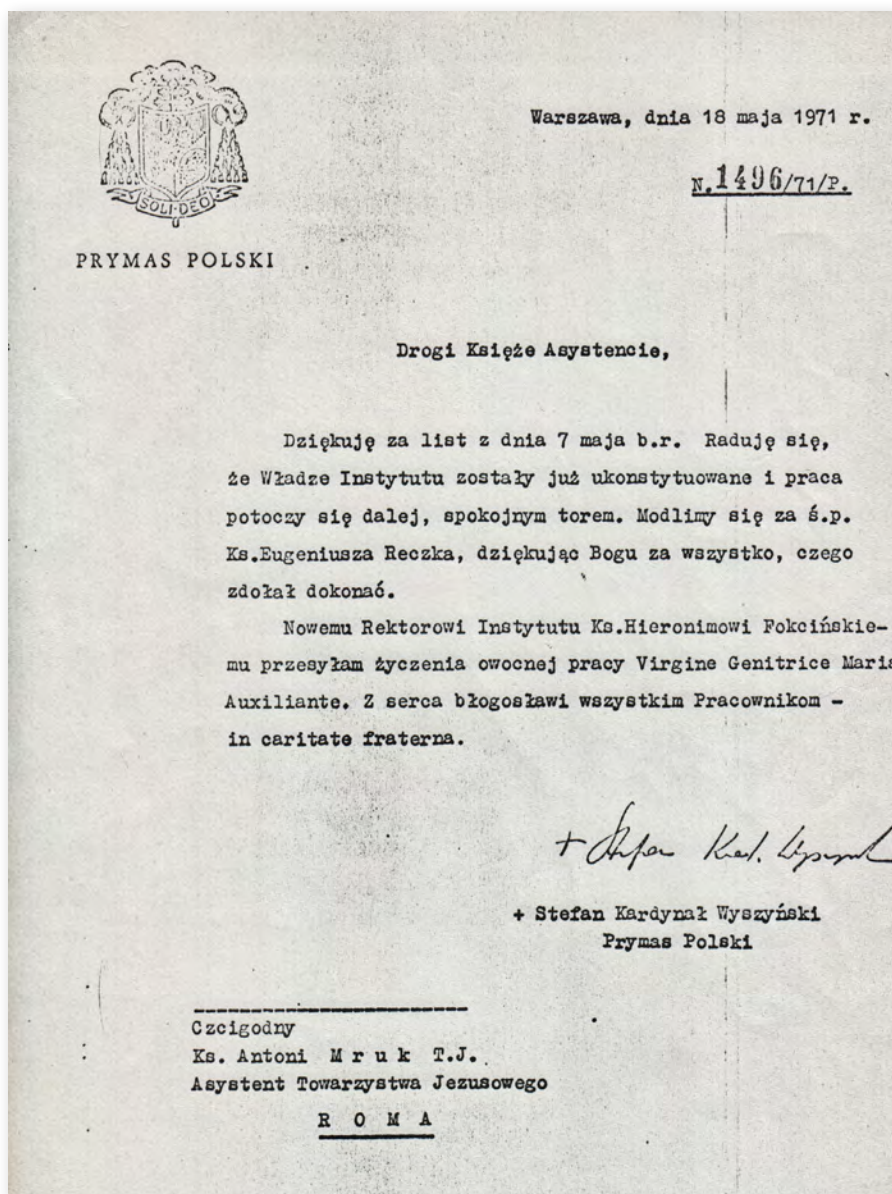 Warszawa, dnia 18 maja 1971 r.
N.1496/71/P.
SOLI·DEO
PRYMAS POLSKI
Drogi Księże Asystencie,
Dziękuję za list z dnia 7 maja b.r. Raduję się,
że Władze Instytutu zostały już ukonstytuowane i praca
potoczy się dalej, spokojnym torem. Modlimy się za ś.p.
Ks.Eugeniusza Reczka, dziękując Bogu za wszystko, czego
zdołał dokonać.
Nowemu Rektorowi Instytutu Ks.Hieronimowi Fokcińskie-
mu przesyłam życzenia owocnej pracy Virgine Genitrice Maria
Auxiliante. Z serca błogosławi wszystkim Pracownikom -
in caritate fraterna.
+ Stefan Kard. Wyszyń
+ Stefan Kardynał Wyszyński
Prymas Polski
Czcigodny
Ks. Antoni M r u k T.J.
Asystent Towarzystwa Jezusowego
R O M A